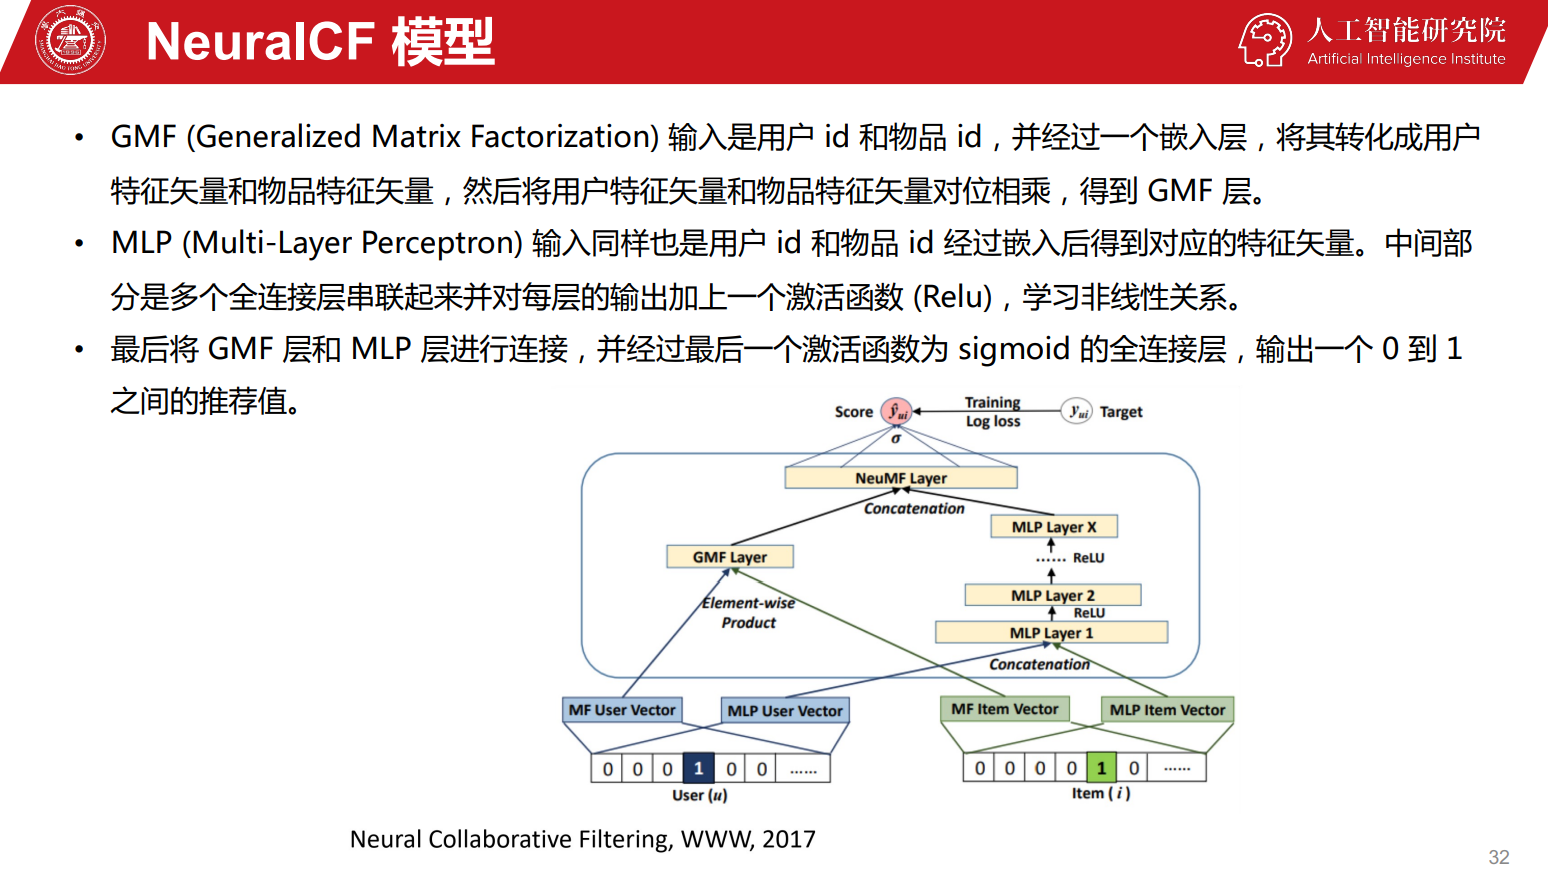 NeuralCF 模型
人工智能研究院
Artificial Intelligence Institute
• GMF (Generalized Matrix Factorization) 输入是用户 id 和物品 id，并经过一个嵌入层，将其转化成用户
特征矢量和物品特征矢量，然后将用户特征矢量和物品特征矢量对位相乘，得到 GMF 层。
• MLP (Multi-Layer Perceptron) 输入同样也是用户 id 和物品 id 经过嵌入后得到对应的特征矢量。中间部
分是多个全连接层串联起来并对每层的输出加上一个激活函数 (Relu)，学习非线性关系。
• 最后将 GMF 层和 MLP 层进行连接，并经过最后一个激活函数为 sigmoid 的全连接层，输出一个 0 到 1
之间的推荐值。
Score ŷui Training yui Target
Log loss
σ
NeuMF Layer
Concatenation
MLP Layer X
GMF Layer
...... ReLU
MLP Layer 2
Element-wise
Product
ReLU
MLP Layer 1
Concatenation
MF User Vector MLP User Vector MF Item Vector MLP Item Vector
0 0 0 1 0 0 ...... 0 0 0 0 1 0 ......
User (u) Item ( i )
Neural Collaborative Filtering, WWW, 2017
32